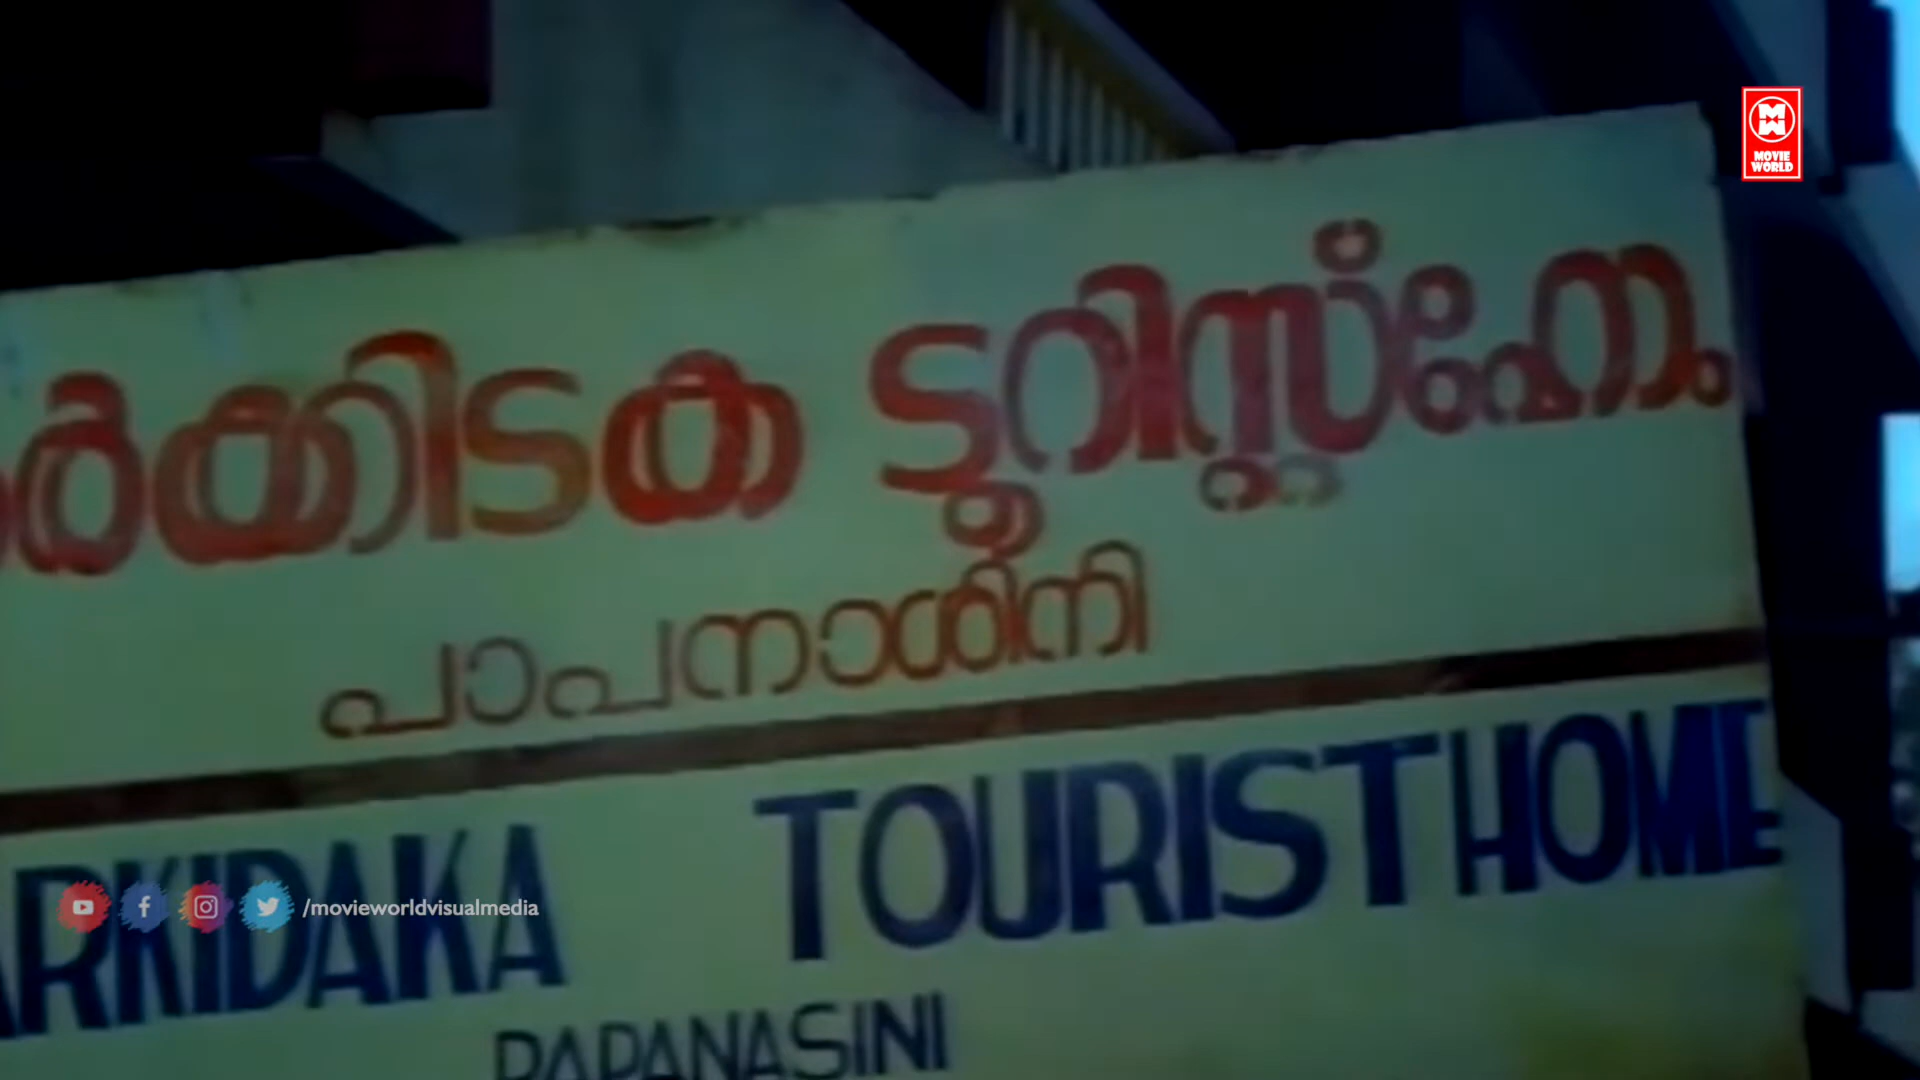 ർക്കിടക ടൂറിസ്റ്ഹോം
പാപനാശിനി
ARKIDAKA TOURIST HOME
PAPANASINI
MOVIE
WORLD
/movieworldvisualmedia